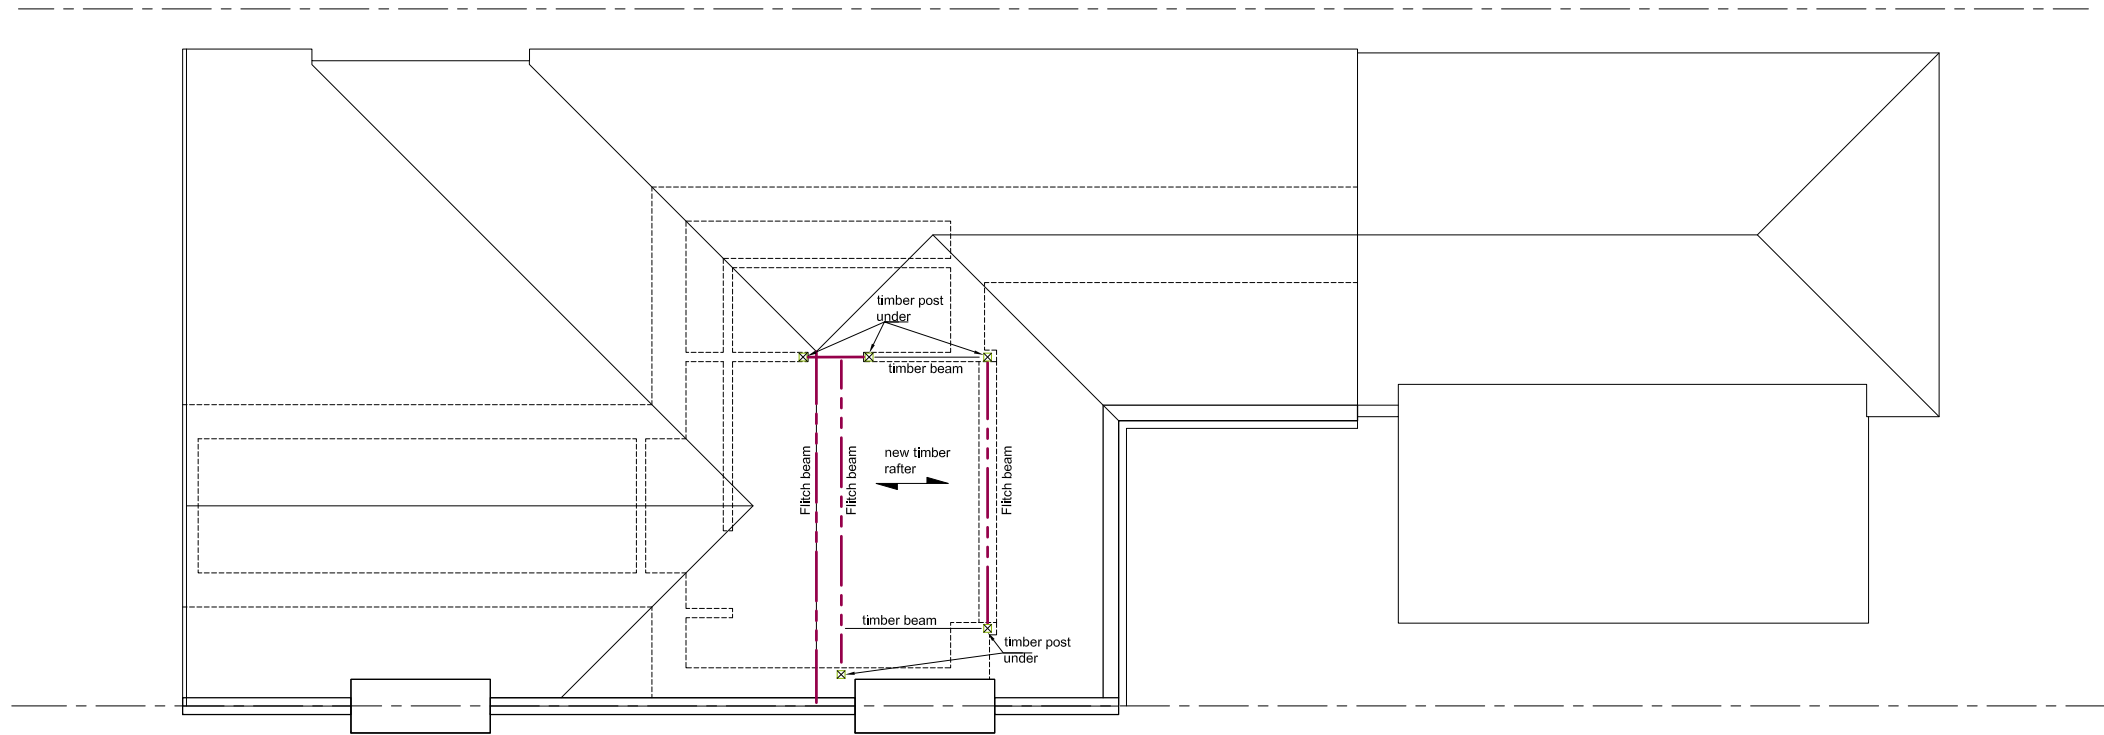 timber post
under
timber beam
Flitch beam
Flitch beam
new timber
rafter
Flitch beam
timber beam
timber post
under